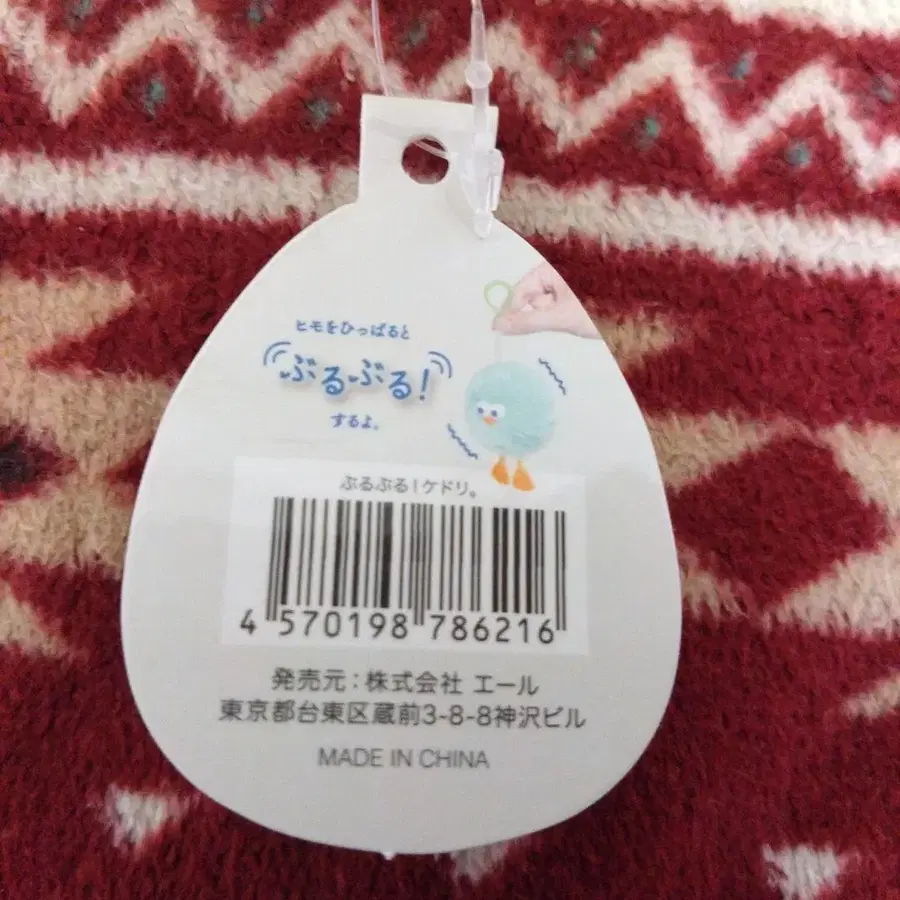 ヒモをひっぱると
ぶるぶる!
するよ。
ぶるぶる!ケドリ。
4 570198 786216
発売元:株式会社 エール
東京都台東区蔵前3-8-8神沢ビル
MADE IN CHINA